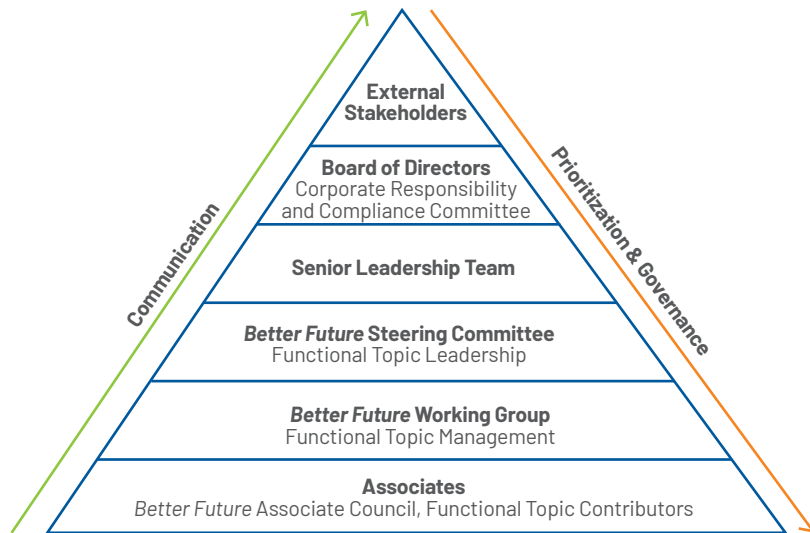 External
Stakeholders
Board of Directors
Corporate Responsibility
and Compliance Committee
Senior Leadership Team
Better Future Steering Committee
Functional Topic Leadership
Better Future Working Group
Functional Topic Management
Associates
Better Future Associate Council, Functional Topic Contributors
Communication
Prioritization & Governance